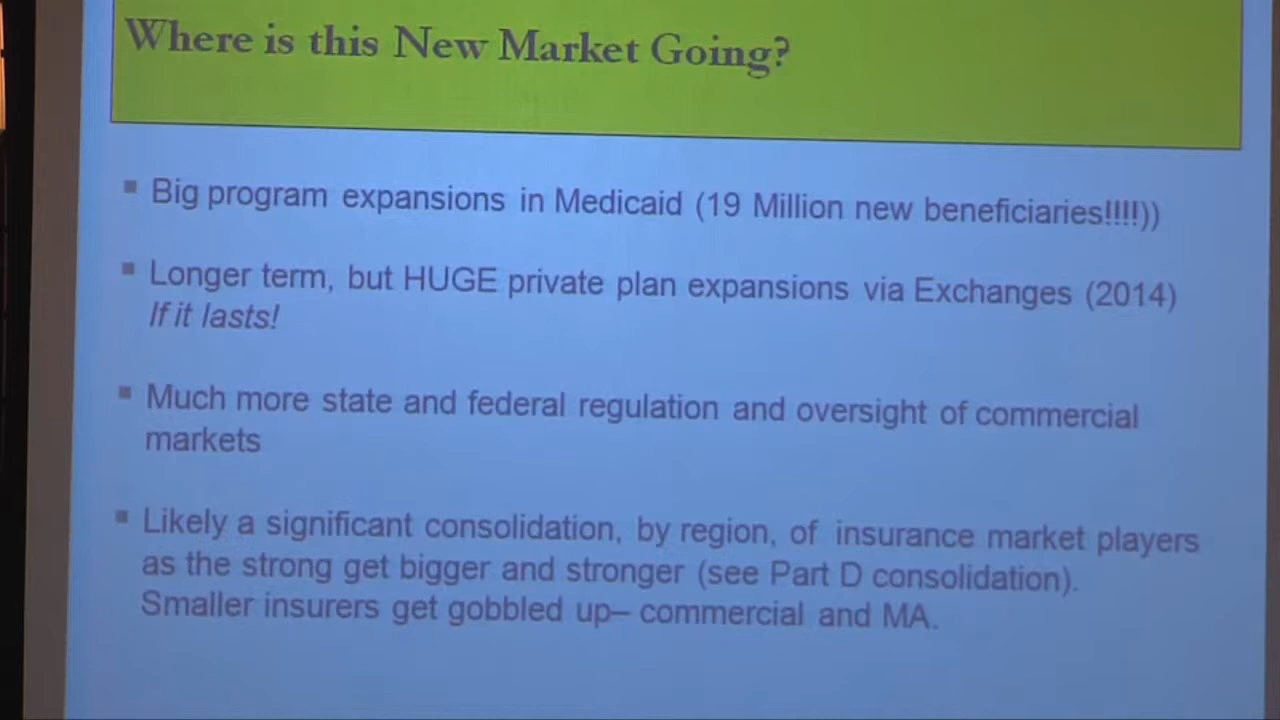 Where is this New Market Going?
▪ Big program expansions in Medicaid (19 Million new beneficiaries!!!!))
▪ Longer term, but HUGE private plan expansions via Exchanges (2014)
If it lasts!
▪ Much more state and federal regulation and oversight of commercial
markets
▪ Likely a significant consolidation, by region, of insurance market players
as the strong get bigger and stronger (see Part D consolidation).
Smaller insurers get gobbled up– commercial and MA.